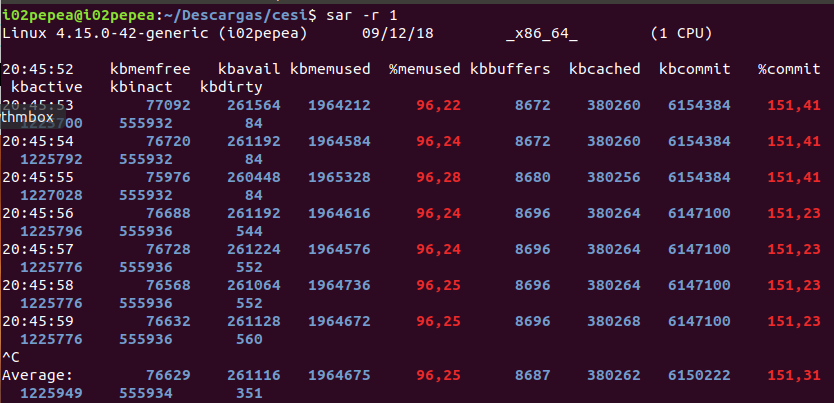 i02pepea@i02pepea:~/Descargas/cesi$ sar -r 1
Linux 4.15.0-42-generic (i02pepea) 09/12/18 _x86_64_ (1 CPU)
20:45:52 kbmemfree kbavail kbmemused %memused kbbuffers kbcached kbcommit %commit
kbactive kbinact kbdirty
20:45:53 77092 261564 1964212 96,22 8672 380260 6154384 151,41
thmbox 555932 84
20:45:54 76720 261192 1964584 96,24 8672 380260 6154384 151,41
1225792 555932 84
20:45:55 75976 260448 1965328 96,28 8680 380256 6154384 151,41
1227028 555932 84
20:45:56 76688 261192 1964616 96,24 8696 380264 6147100 151,23
1225796 555936 544
20:45:57 76728 261224 1964576 96,24 8696 380264 6147100 151,23
1225776 555936 552
20:45:58 76568 261064 1964736 96,25 8696 380264 6147100 151,23
1225776 555936 552
20:45:59 76632 261128 1964672 96,25 8696 380268 6147100 151,23
1225776 555936 560
^C
Average: 76629 261116 1964675 96,25 8687 380262 6150222 151,31
1225949 555934 351